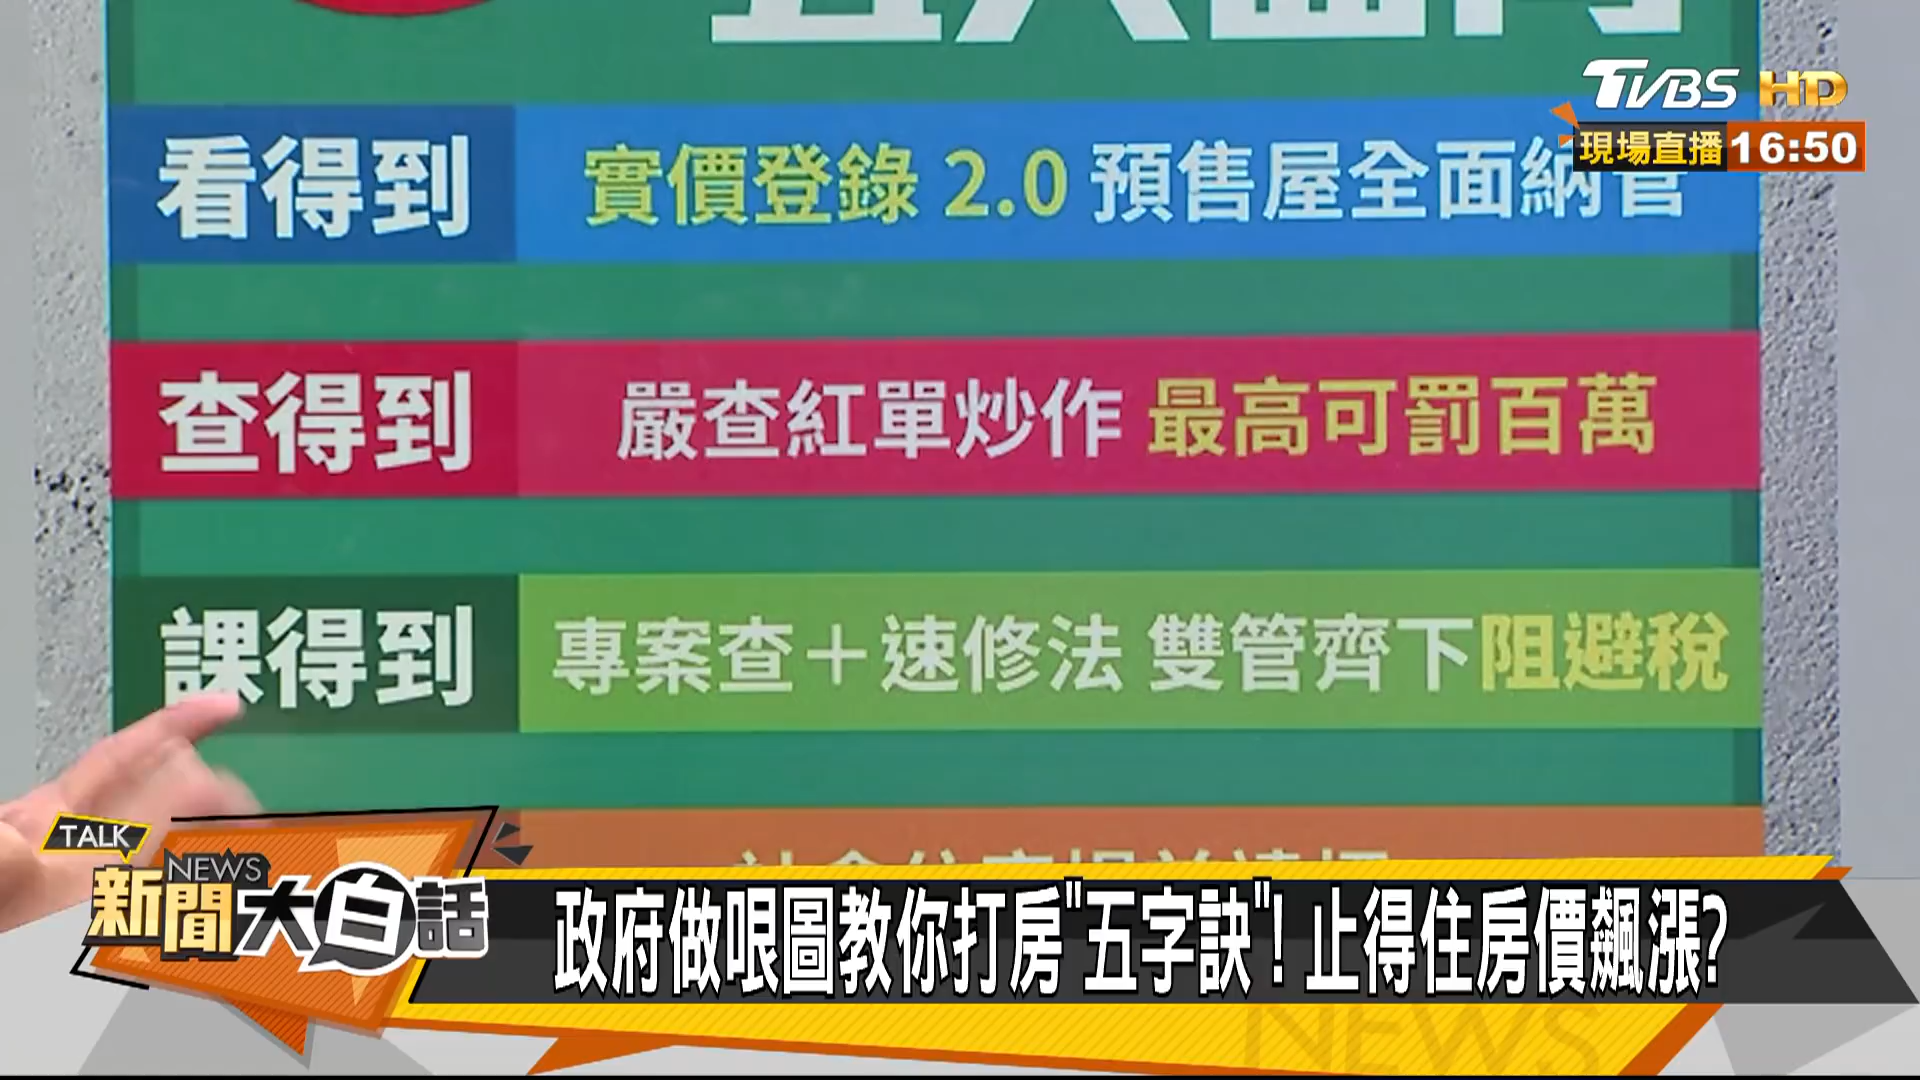 TVBS HD
現場直播 16:50
看得到 實價登錄 2.0 預售屋全面納管
查得到 嚴查紅單炒作 最高可罰百萬
課得到 專案查＋速修法 雙管齊下阻避稅
TALK
NEWS
新聞大白話
政府做哏圖教你打房"五字訣"! 止得住房價飆漲?
NEWS